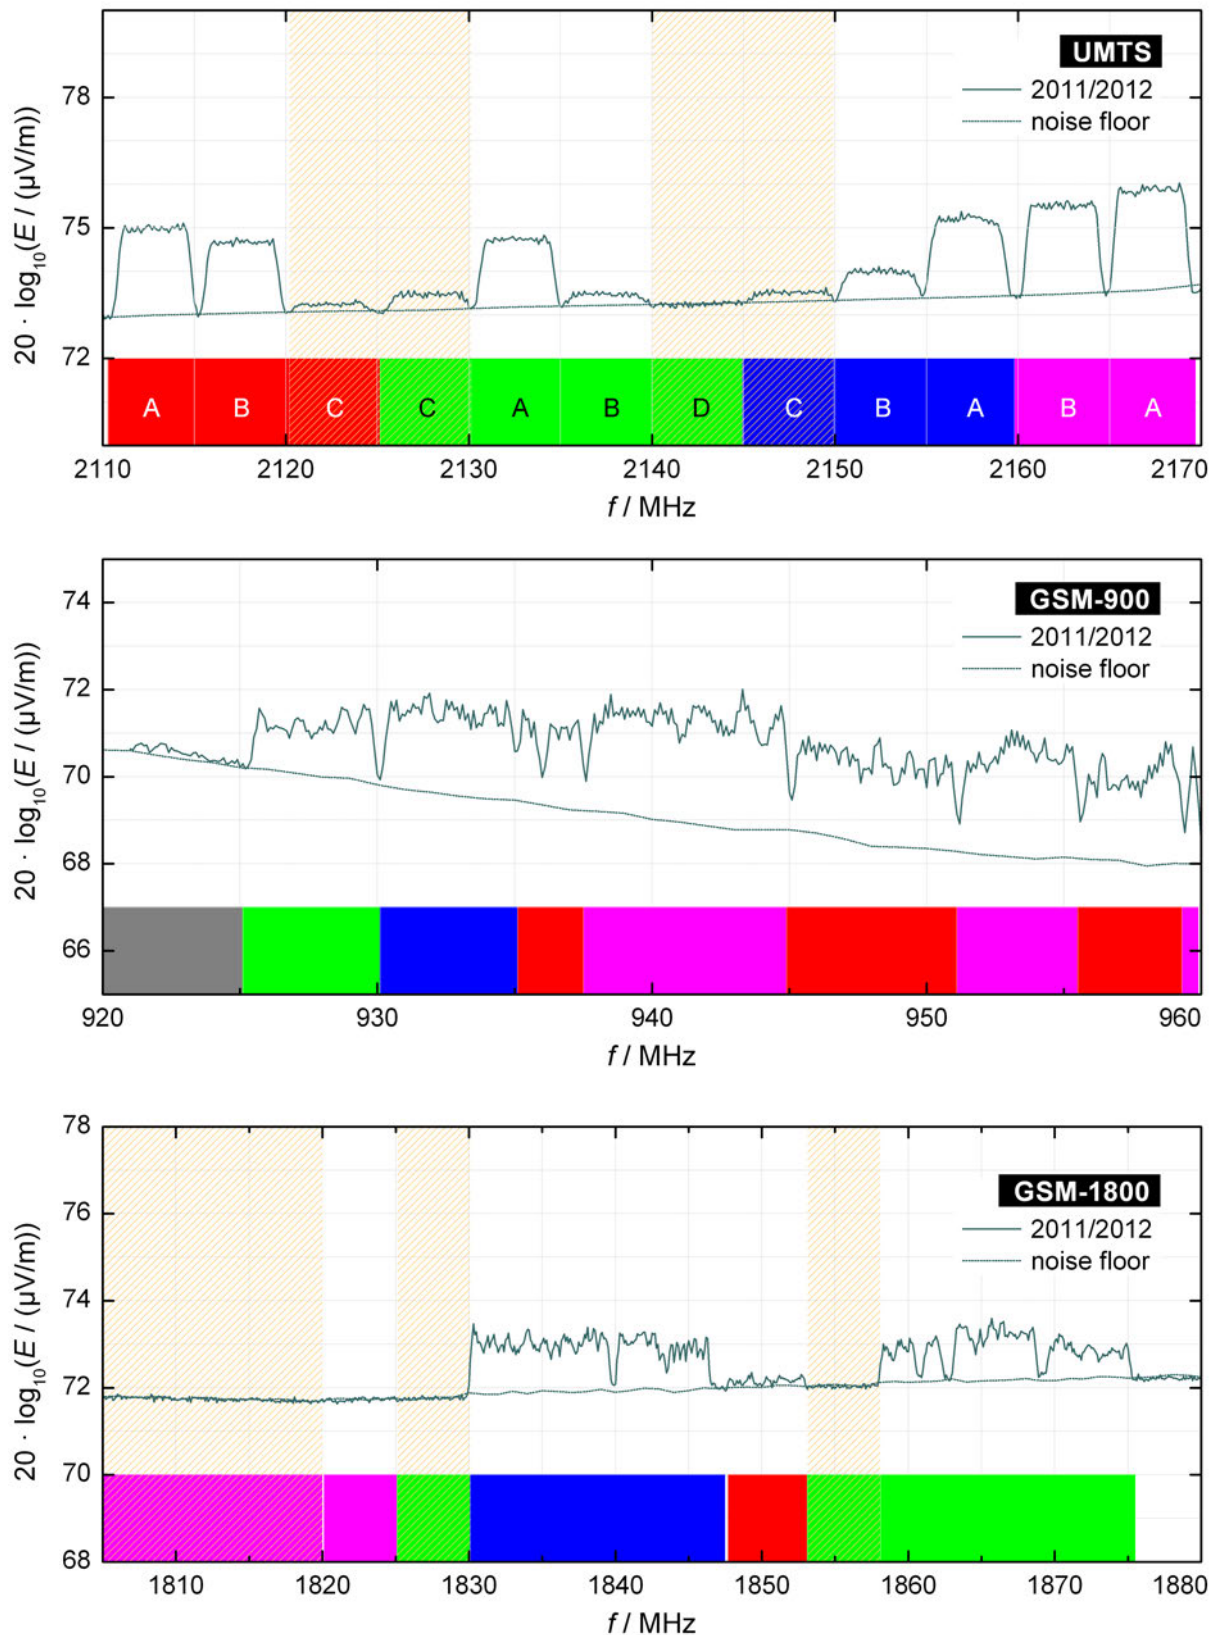 UMTS
2011/2012
noise floor
20 · log₁₀(E / (µV/m))
78
75
72
A B C C A B D C B A B A
2110 2120 2130 2140 2150 2160 2170
f / MHz
GSM-900
2011/2012
noise floor
20 · log₁₀(E / (µV/m))
74
72
70
68
66
920 930 940 950 960
f / MHz
GSM-1800
2011/2012
noise floor
20 · log₁₀(E / (µV/m))
78
76
74
72
70
68
1810 1820 1830 1840 1850 1860 1870 1880
f / MHz